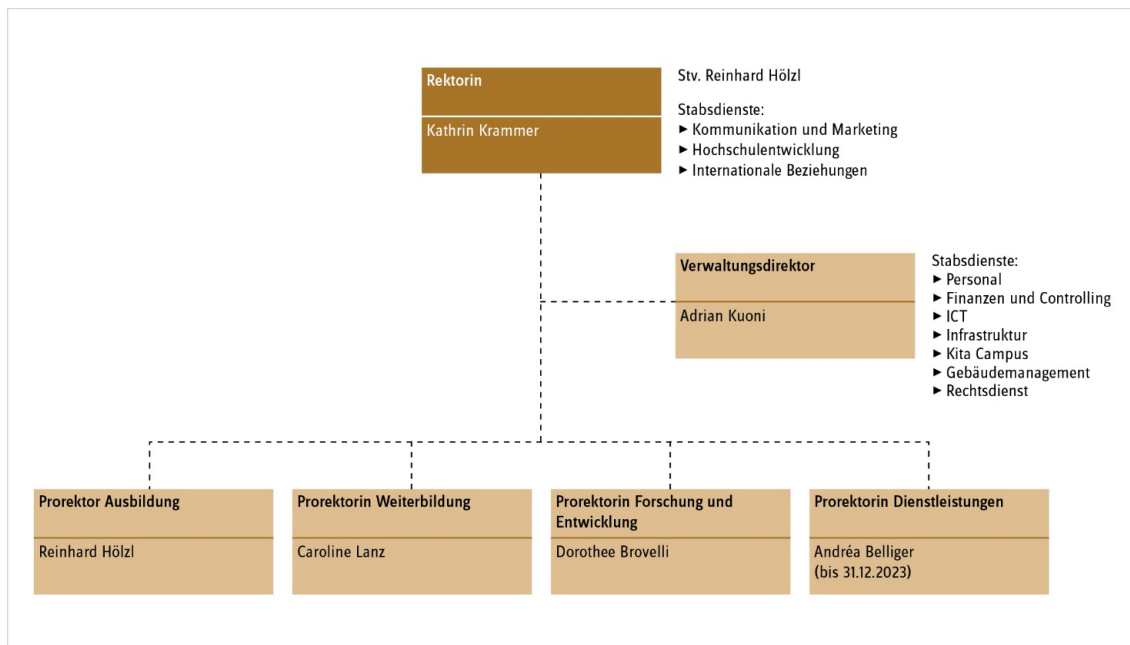 Rektorin
Kathrin Krammer
Stv. Reinhard Hölzl
Stabsdienste:
► Kommunikation und Marketing
► Hochschulentwicklung
► Internationale Beziehungen
Verwaltungsdirektor
Adrian Kuoni
Stabsdienste:
► Personal
► Finanzen und Controlling
► ICT
► Infrastruktur
► Kita Campus
► Gebäudemanagement
► Rechtsdienst
Prorektor Ausbildung
Reinhard Hölzl
Prorektorin Weiterbildung
Caroline Lanz
Prorektorin Forschung und
Entwicklung
Dorothee Brovelli
Prorektorin Dienstleistungen
Andréa Belliger
(bis 31.12.2023)